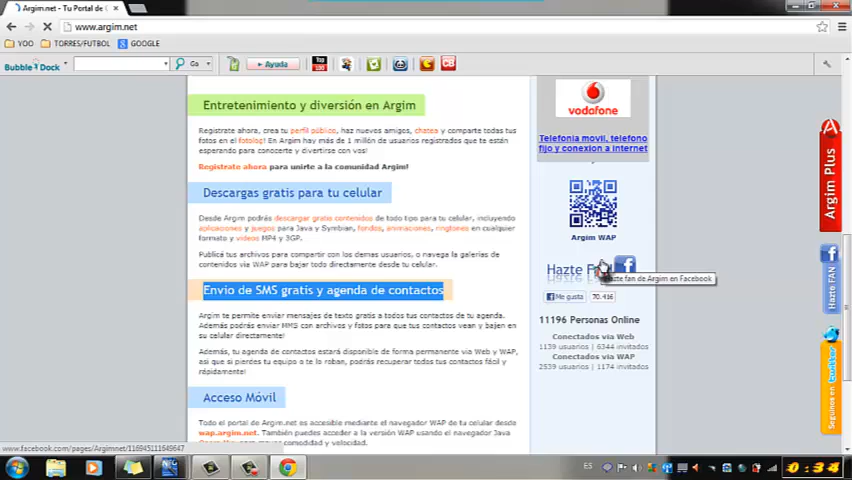 Argim.net - Tu Portal de
www.argim.net
YOO
TORRES/FUTBOL
GOOGLE
Bubble Dock
Go
Ayuda
Top 100
CB
Entretenimiento y diversión en Argim
Registrate ahora, crea tu perfil público, haz nuevos amigos, chatea y comparte todas tus
fotos en el fotolog! En Argim hay más de 1 millón de usuarios registrados que te están
esperando para conocerte y divertirse con vos!
Registrate ahora para unirte a la comunidad Argim!
Descargas gratis para tu celular
Desde Argim podrás descargar gratis contenidos de todo tipo para tu celular, incluyendo
aplicaciones y juegos para Java y Symbian, fondos, animaciones, ringtones en cualquier
formato y videos MP4 y 3GP.
Publicá tus archivos para compartir con los demas usuarios, o navega la galerías de
contenidos via WAP para bajar todo directamente desde tu celular.
Envio de SMS gratis y agenda de contactos
Argim te permite enviar mensajes de texto gratis a todos tus contactos de tu agenda.
Además podrás enviar MMS con archivos y fotos para que tus contactos vean y bajen en
su celular directamente!
Además, tu agenda de contactos estará disponible de forma permanente via Web y WAP,
asi que si pierdes tu equipo o te lo roban, podrás recuperar todos tus contactos fácil y
rápidamente!
Acceso Móvil
Todo el portal de Argim.net es accesible mediante el navegador WAP de tu celular desde
wap.argim.net. También puedes acceder a la versión WAP usando el navegador Java
comodidad y velocidad.
vodafone
Telefonia movil, telefono
fijo y conexion a internet
Argim WAP
Hazte
Hazte fan de Argim en Facebook
Me gusta
70.416
11196 Personas Online
Conectados via Web
1139 usuarios | 6344 invitados
Conectados via WAP
2539 usuarios | 1174 invitados
Argim Plus
Hazte FAN
Seguinos en twitter
www.facebook.com/pages/Argimnet/116945111649647
ES
0:34